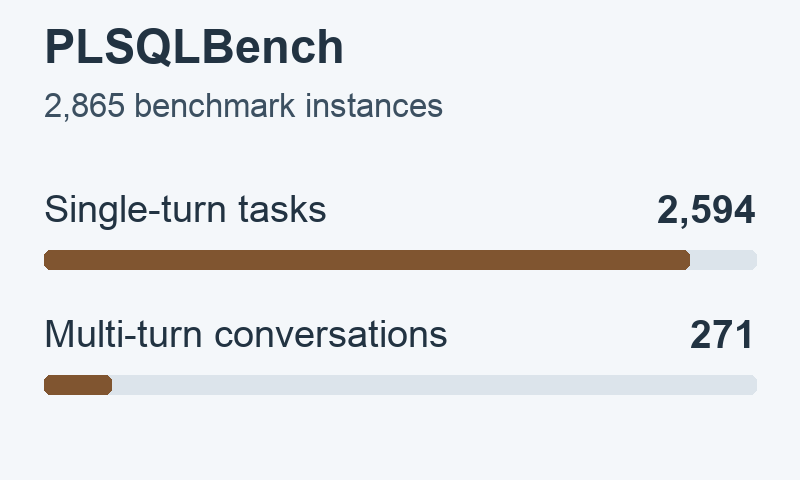 PLSQLBench
2,865 benchmark instances
Single-turn tasks 2,594
Multi-turn conversations 271